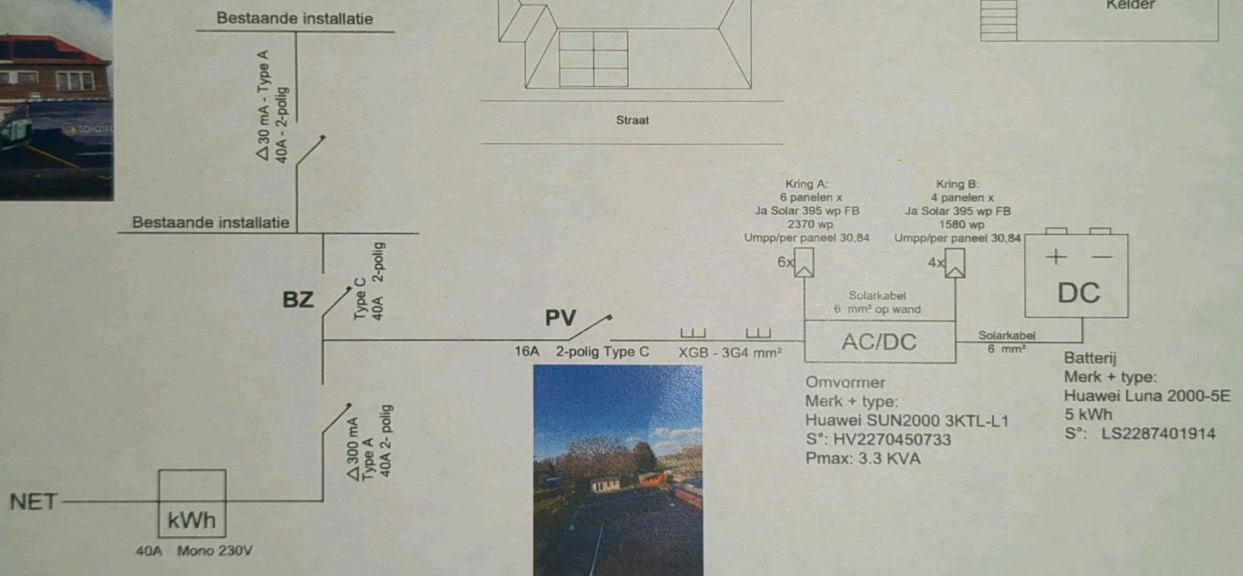 Bestaande installatie
Kelder
△30 mA - Type A
40A - 2-polig
Straat
Bestaande installatie
Kring A:
6 panelen x
Ja Solar 395 wp FB
2370 wp
Umpp/per paneel 30,84
Kring B:
4 panelen x
Ja Solar 395 wp FB
1580 wp
Umpp/per paneel 30,84
6x
4x
+ −
DC
BZ
Type C
40A 2-polig
Solarkabel
6 mm² op wand
PV
16A 2-polig Type C
XGB - 3G4 mm²
AC/DC
Solarkabel
6 mm²
Batterij
Merk + type:
Huawei Luna 2000-5E
5 kWh
S°: LS2287401914
Omvormer
Merk + type:
Huawei SUN2000 3KTL-L1
S°: HV2270450733
Pmax: 3.3 KVA
△300 mA
Type A
40A 2- polig
NET
kWh
40A Mono 230V